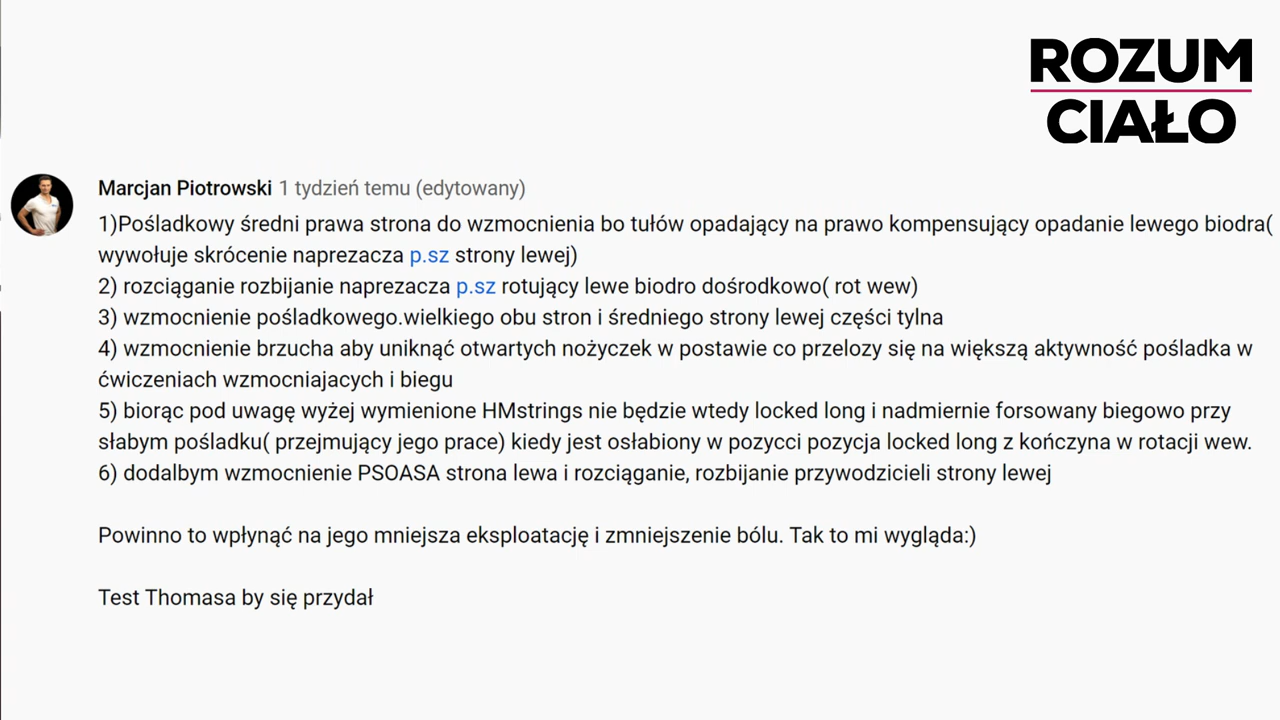 ROZUM
CIAŁO
Marcjan Piotrowski 1 tydzień temu (edytowany)
1)Pośladkowy średni prawa strona do wzmocnienia bo tułów opadający na prawo kompensujący opadanie lewego biodra(
wywołuje skrócenie naprezacza p.sz strony lewej)
2) rozciąganie rozbijanie naprezacza p.sz rotujący lewe biodro dośrodkowo( rot wew)
3) wzmocnienie pośladkowego.wielkiego obu stron i średniego strony lewej części tylna
4) wzmocnienie brzucha aby uniknąć otwartych nożyczek w postawie co przelozy się na większą aktywność pośladka w
ćwiczeniach wzmocniajacych i biegu
5) biorąc pod uwagę wyżej wymienione HMstrings nie będzie wtedy locked long i nadmiernie forsowany biegowo przy
słabym pośladku( przejmujący jego prace) kiedy jest osłabiony w pozycci pozycja locked long z kończyna w rotacji wew.
6) dodalbym wzmocnienie PSOASA strona lewa i rozciąganie, rozbijanie przywodzicieli strony lewej
Powinno to wpłynąć na jego mniejsza eksploatację i zmniejszenie bólu. Tak to mi wygląda:)
Test Thomasa by się przydał